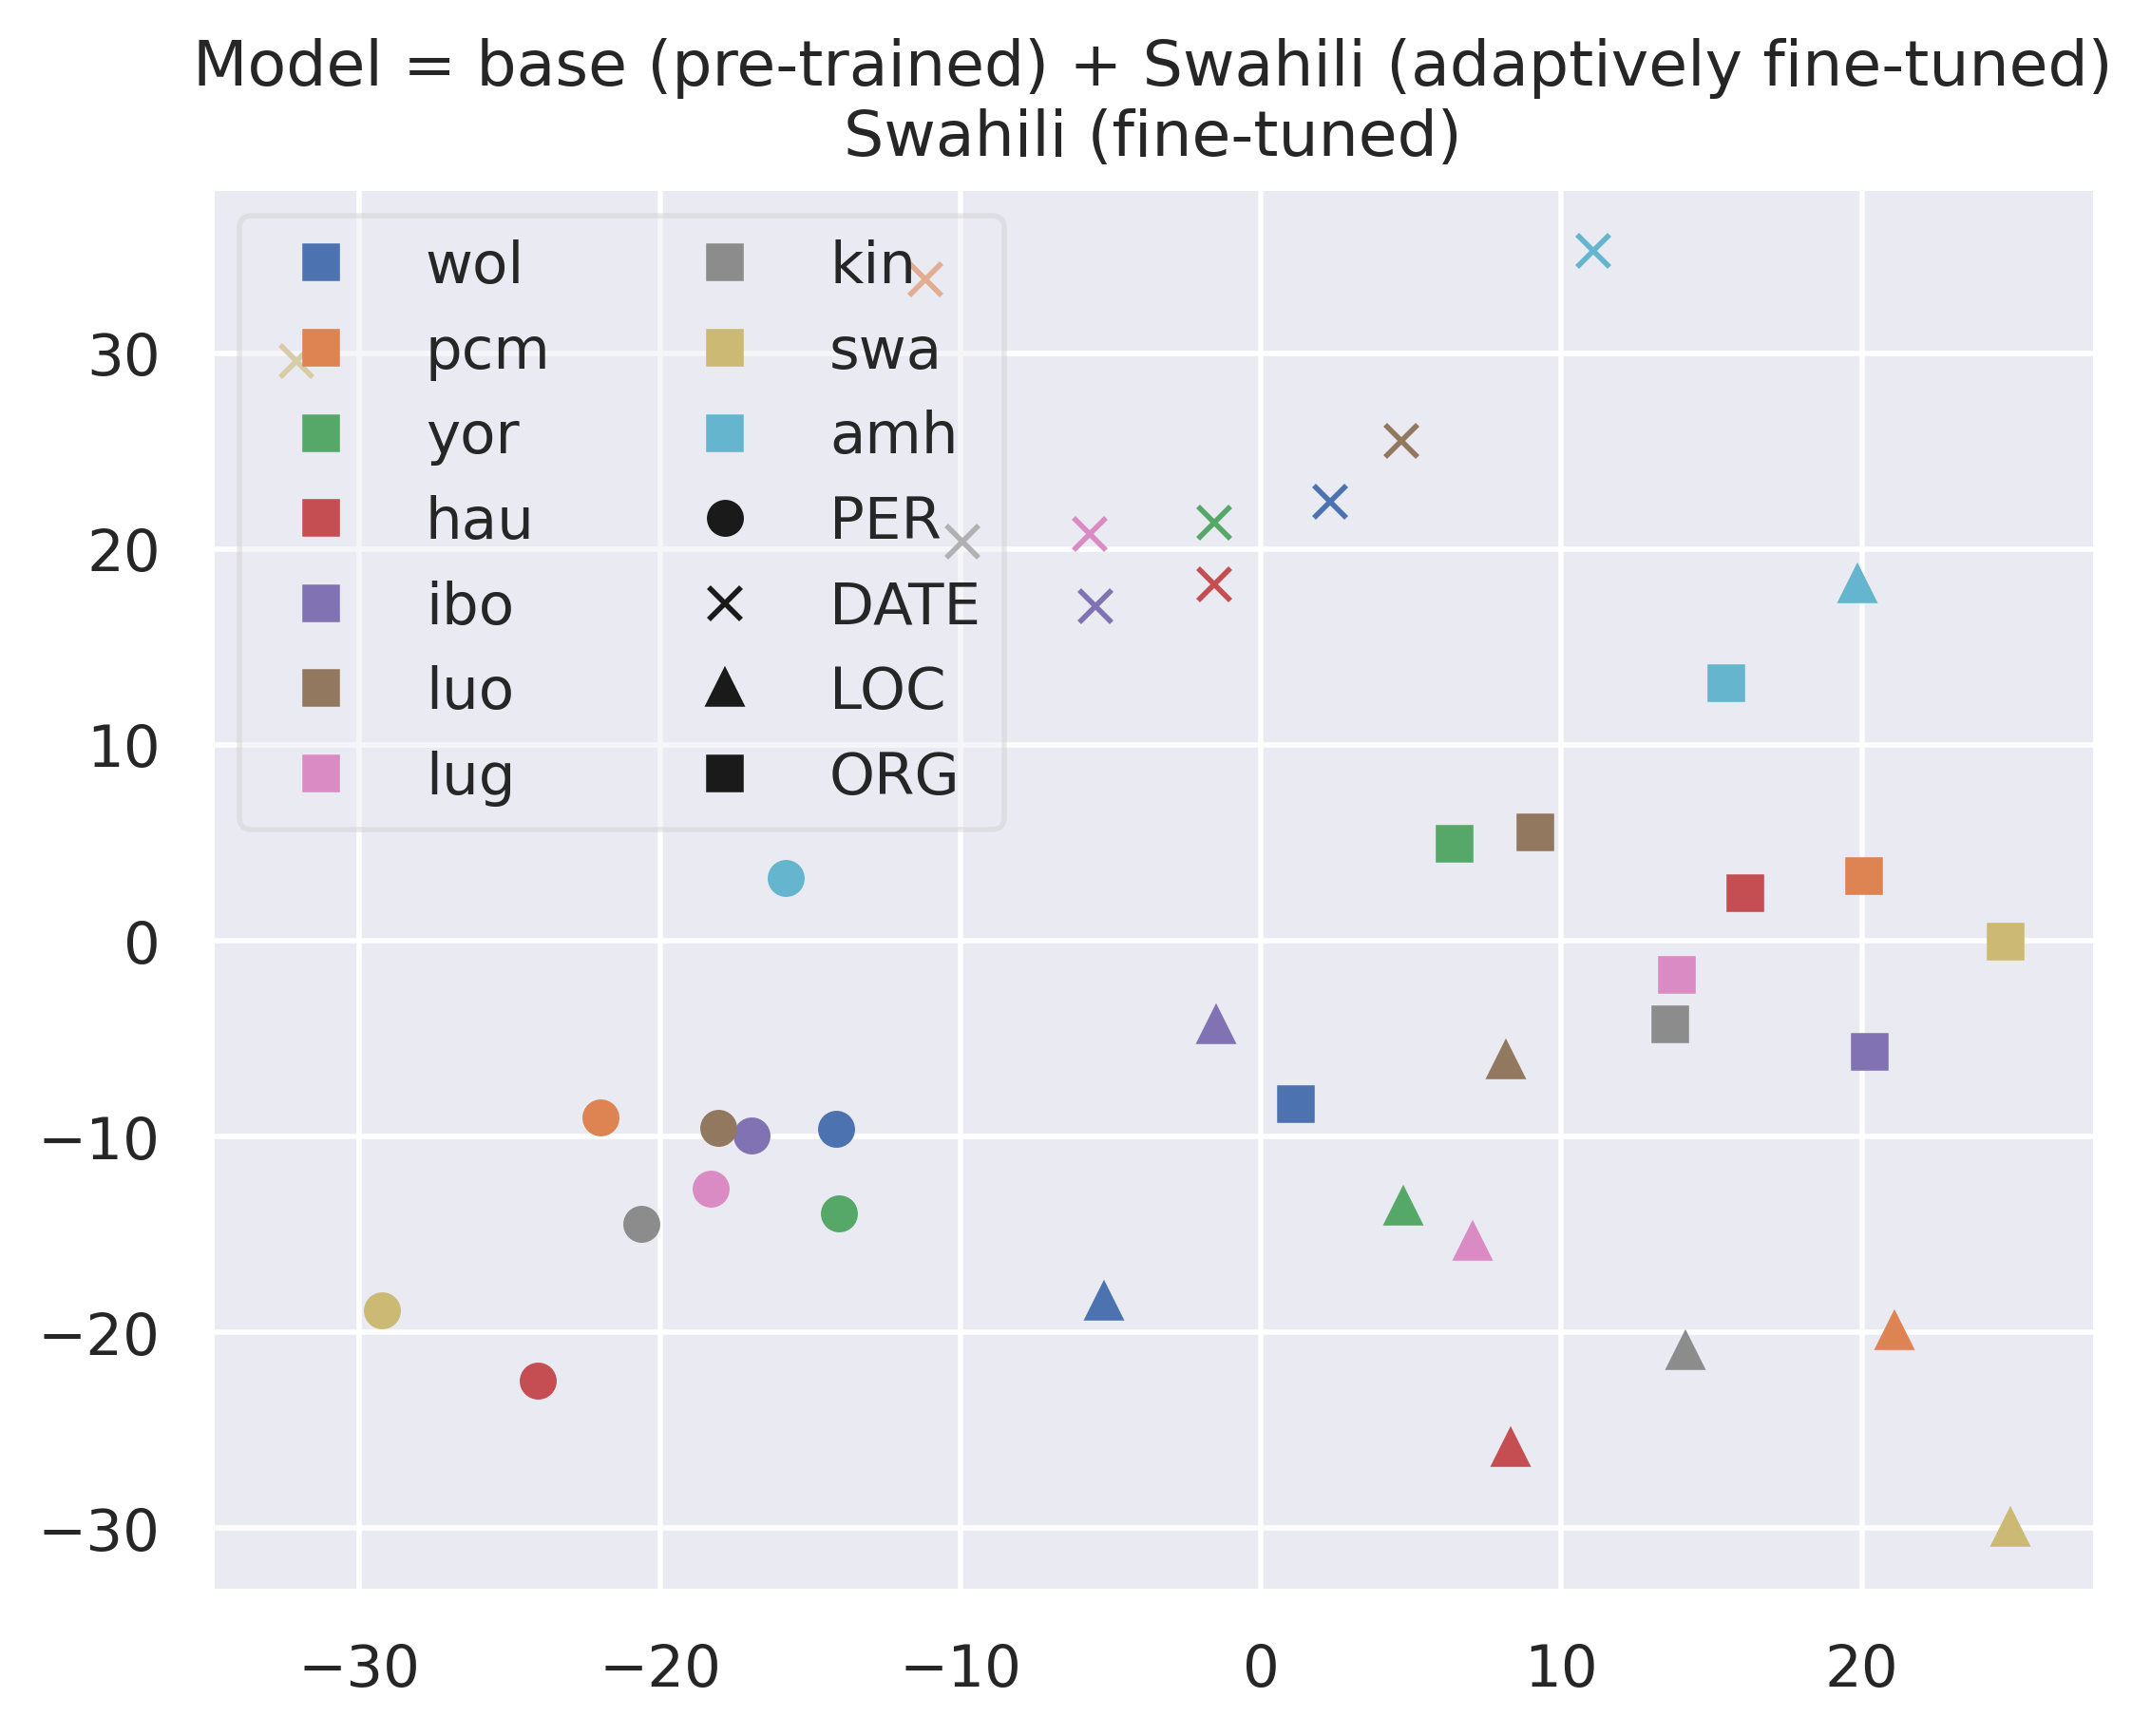 Model = base (pre-trained) + Swahili (adaptively fine-tuned)
Swahili (fine-tuned)
wol
pcm
yor
hau
ibo
luo
lug
kin
swa
amh
PER
DATE
LOC
ORG
30
20
10
0
−10
−20
−30
−30
−20
−10
0
10
20